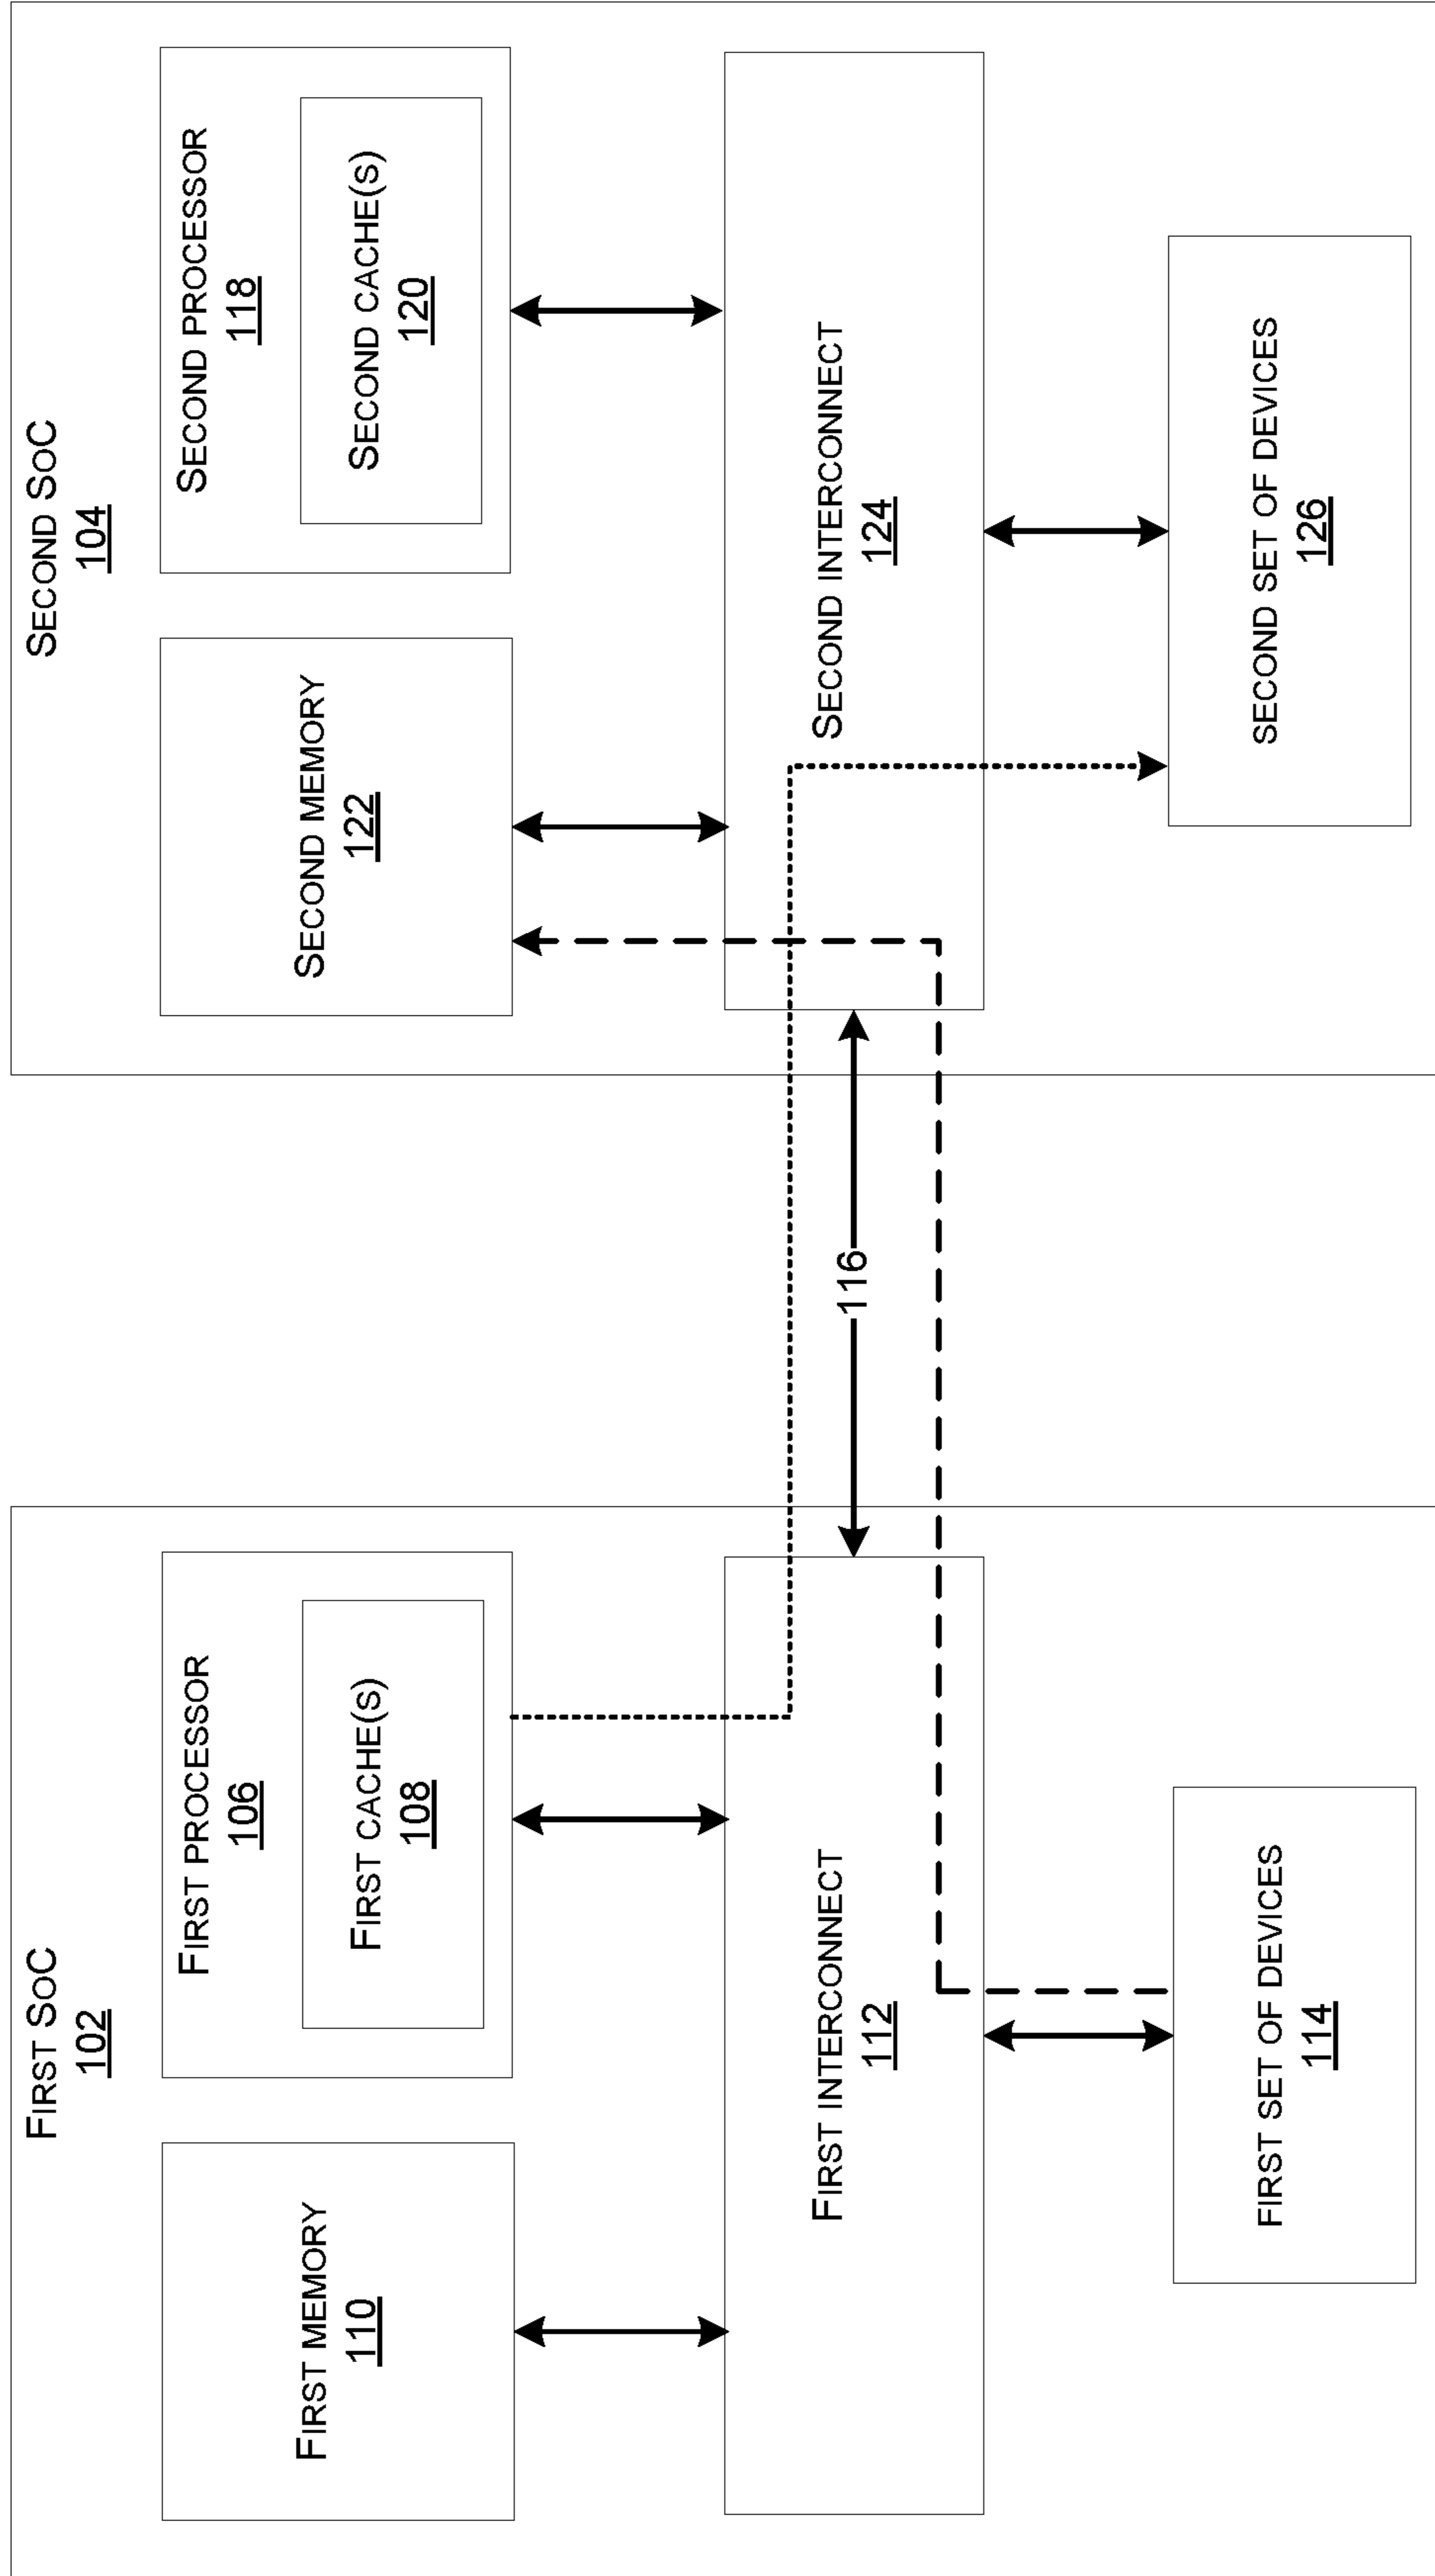 First SoC
102
First memory
110
First processor
106
First cache(s)
108
First interconnect
112
first set of devices
114
116
Second SoC
104
Second memory
122
Second processor
118
Second cache(s)
120
Second interconnect
124
second set of devices
126